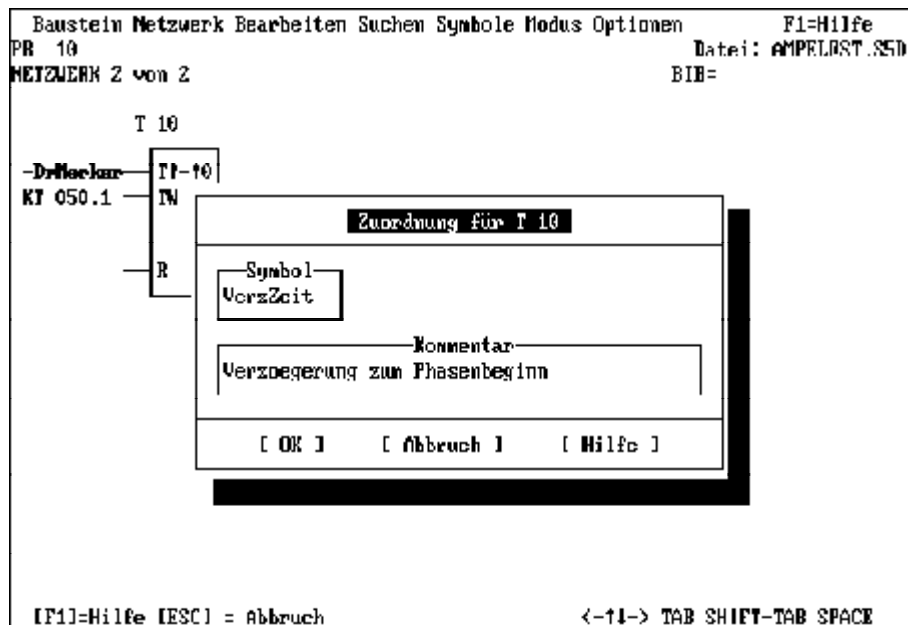 Baustein Netzwerk Bearbeiten Suchen Symbole Modus Optionen F1=Hilfe
PB 10 Datei: AMPEL@ST.S5D
NETZWERK 2 von 2 BIB=
T 10
-DrMerker
KT 050.1 TW
Zuordnung für T 10
R
Symbol
VerzZeit
Kommentar
Verzoegerung zum Phasenbeginn
[ OK ] [ Abbruch ] [ Hilfe ]
[F1]=Hilfe [ESC] = Abbruch <-↑↓-> TAB SHIFT-TAB SPACE